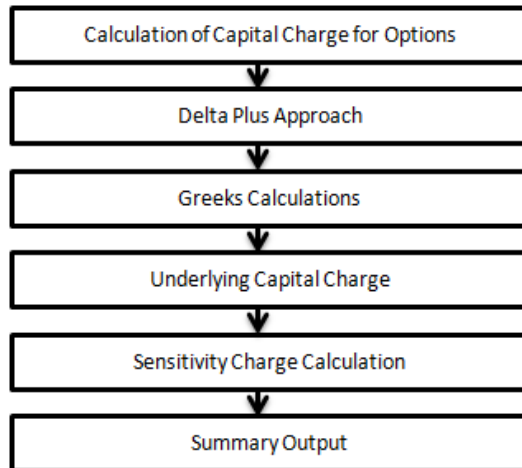 Calculation of Capital Charge for Options
Delta Plus Approach
Greeks Calculations
Underlying Capital Charge
Sensitivity Charge Calculation
Summary Output